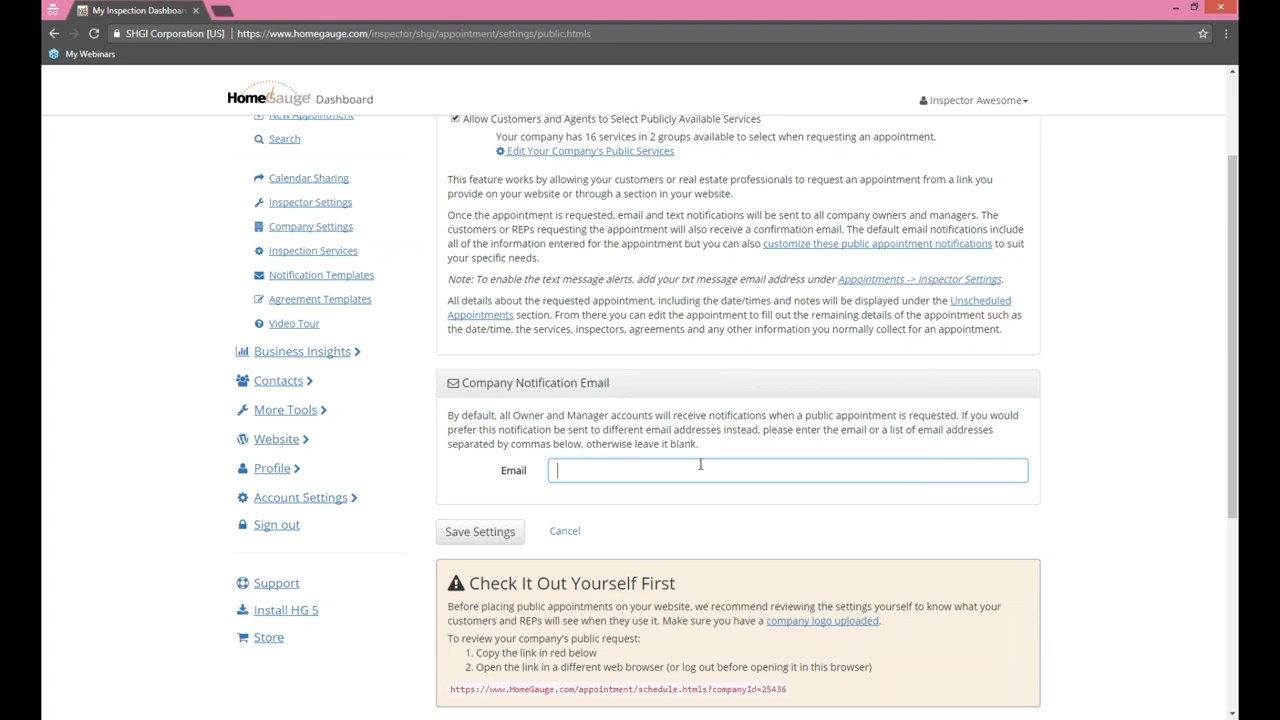 My Inspection Dashboard
SHGI Corporation [US] https://www.homegauge.com/inspector/shgi/appointment/settings/public.htmls
My Webinars
HomeGauge Dashboard
Inspector Awesome
New Appointment
Search
Calendar Sharing
Inspector Settings
Company Settings
Inspection Services
Notification Templates
Agreement Templates
Video Tour
Business Insights
Contacts
More Tools
Website
Profile
Account Settings
Sign out
Support
Install HG 5
Store
Allow Customers and Agents to Select Publicly Available Services
Your company has 16 services in 2 groups available to select when requesting an appointment.
Edit Your Company's Public Services
This feature works by allowing your customers or real estate professionals to request an appointment from a link you
provide on your website or through a section in your website.
Once the appointment is requested, email and text notifications will be sent to all company owners and managers. The
customers or REPs requesting the appointment will also receive a confirmation email. The default email notifications include
all of the information entered for the appointment but you can also customize these public appointment notifications to suit
your specific needs.
Note: To enable the text message alerts, add your txt message email address under Appointments -> Inspector Settings.
All details about the requested appointment, including the date/times and notes will be displayed under the Unscheduled
Appointments section. From there you can edit the appointment to fill out the remaining details of the appointment such as
the date/time, the services, inspectors, agreements and any other information you normally collect for an appointment.
Company Notification Email
By default, all Owner and Manager accounts will receive notifications when a public appointment is requested. If you would
prefer this notification be sent to different email addresses instead, please enter the email or a list of email addresses
separated by commas below, otherwise leave it blank.
Email
Save Settings Cancel
Check It Out Yourself First
Before placing public appointments on your website, we recommend reviewing the settings yourself to know what your
customers and REPs will see when they use it. Make sure you have a company logo uploaded.
To review your company's public request:
1. Copy the link in red below
2. Open the link in a different web browser (or log out before opening it in this browser)
https://www.HomeGauge.com/appointment/schedule.htmls?companyId=25436